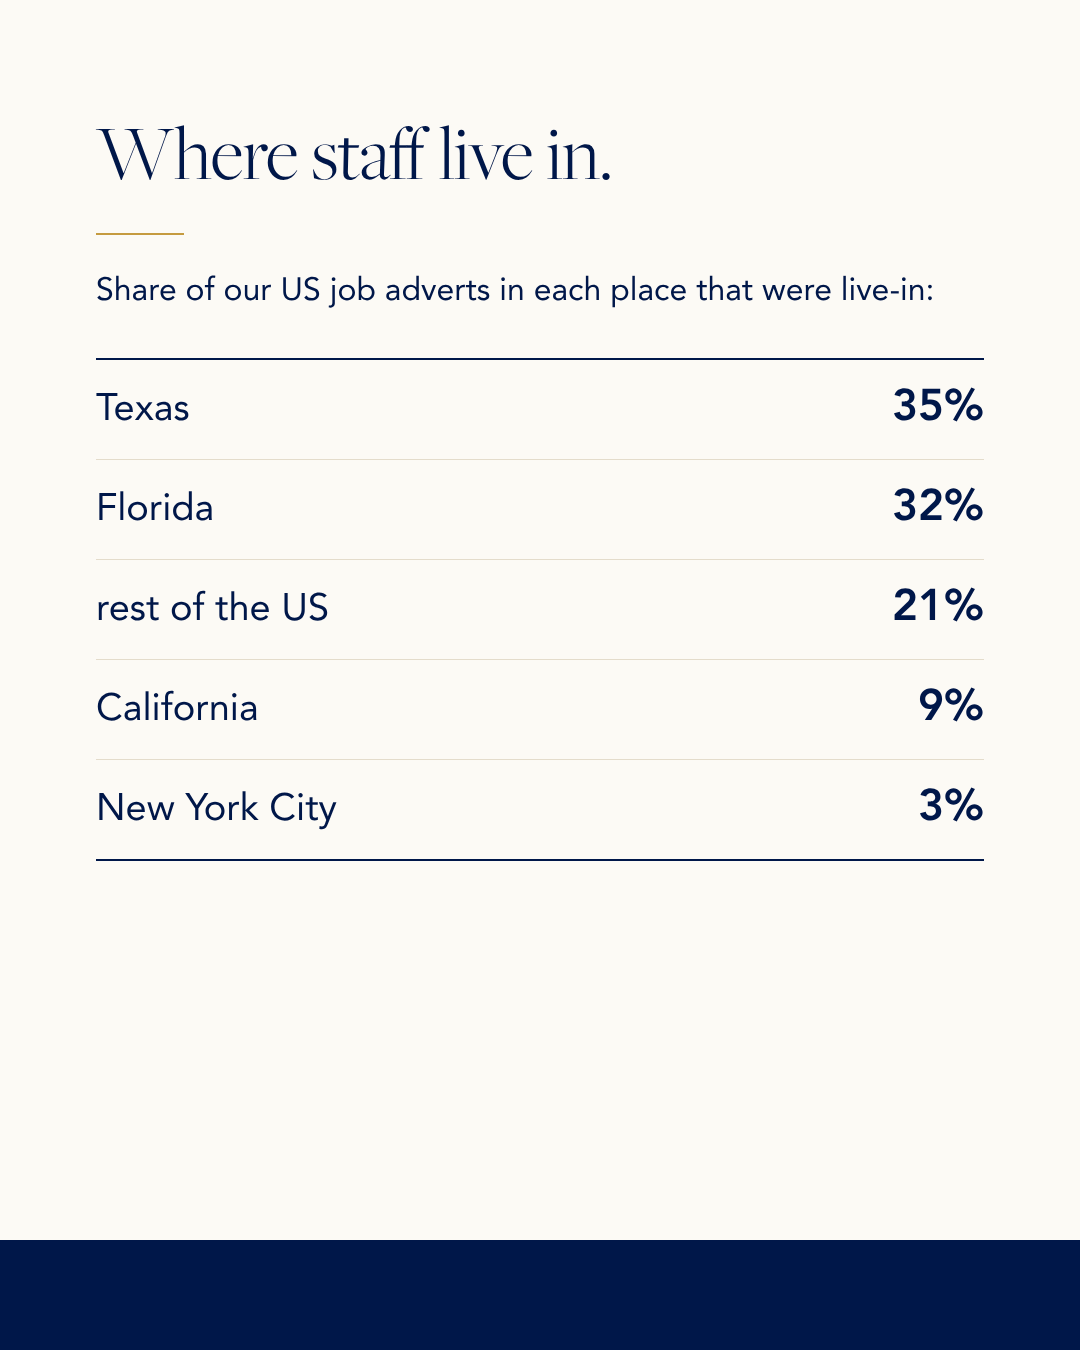 Where staff live in.
Share of our US job adverts in each place that were live-in:
Texas 35%
Florida 32%
rest of the US 21%
California 9%
New York City 3%